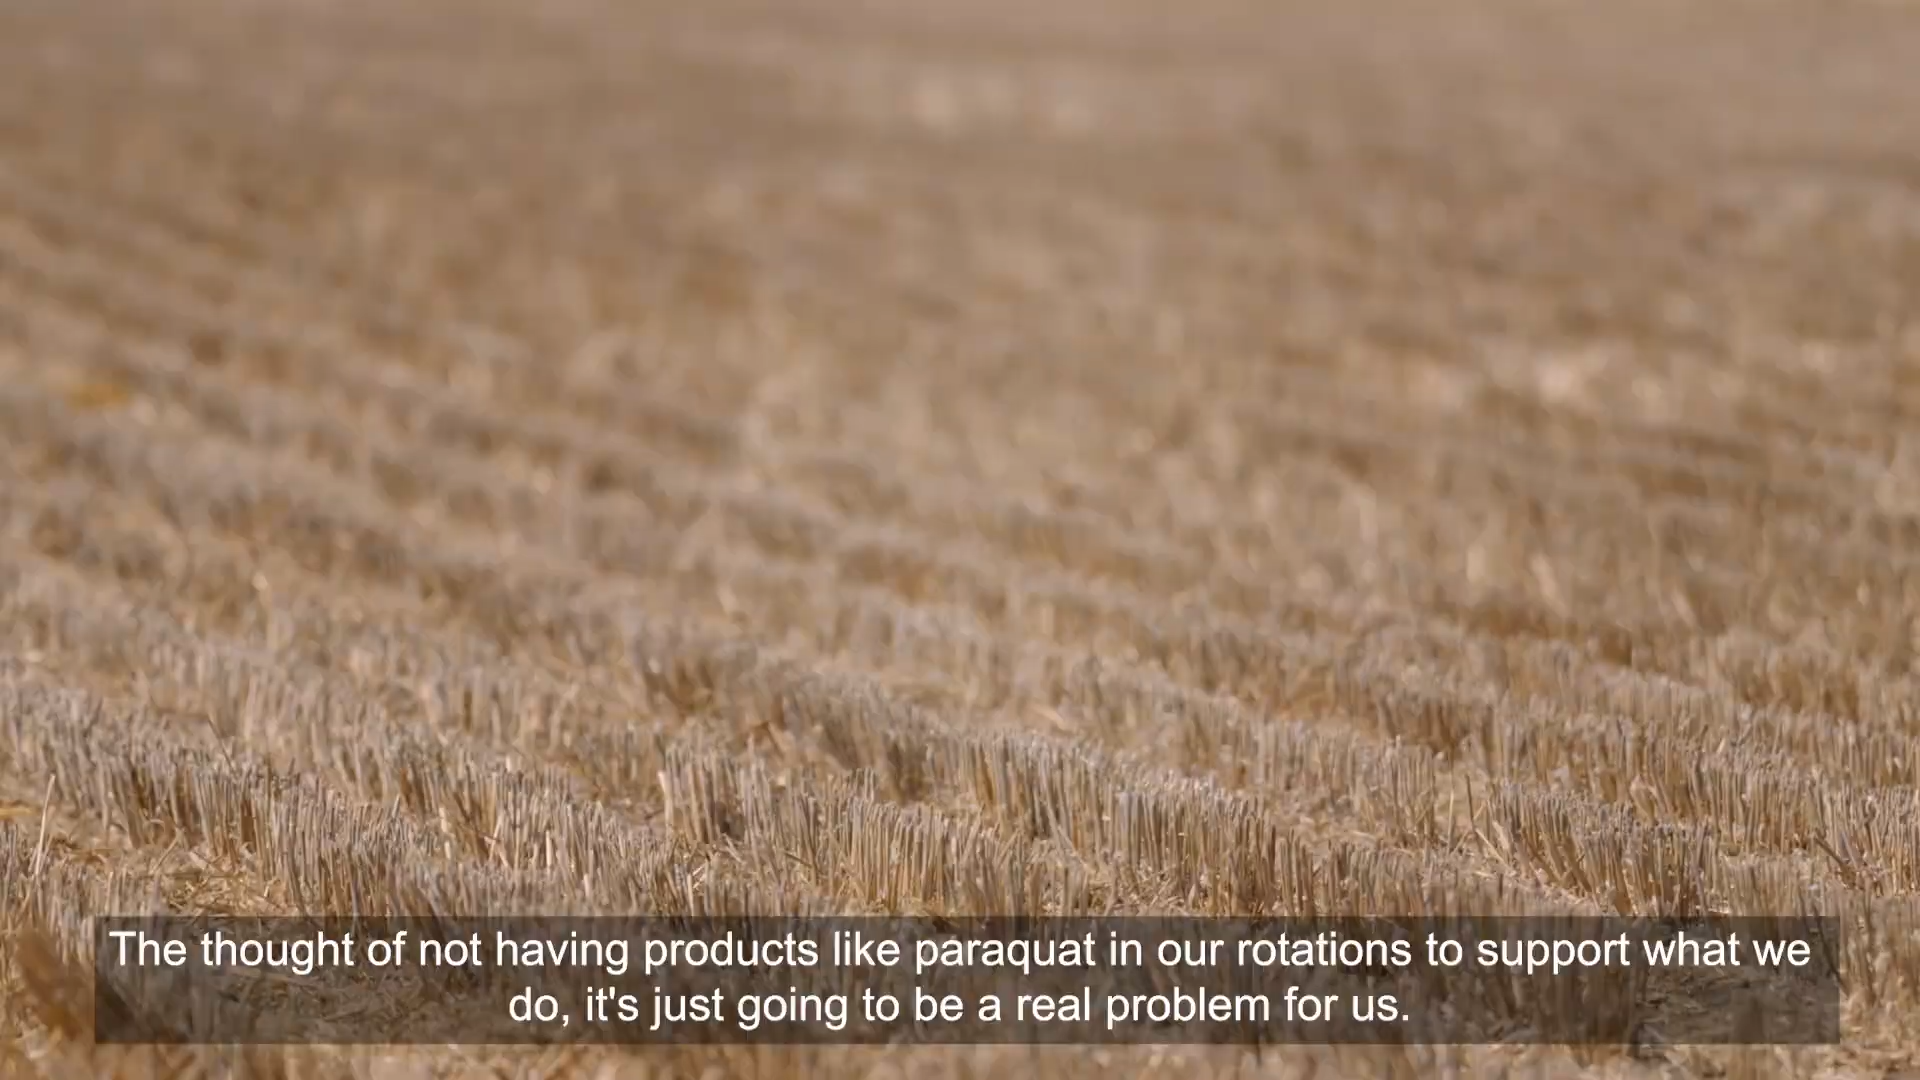 The thought of not having products like paraquat in our rotations to support what we
do, it's just going to be a real problem for us.